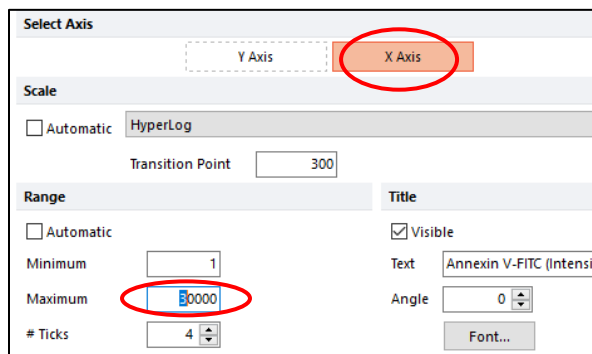 Select Axis
Y Axis X Axis
Scale
Automatic HyperLog
Transition Point 300
Range Title
Automatic Visible
Minimum 1 Text Annexin V-FITC (Intensi
Maximum 30000 Angle 0
# Ticks 4 Font...